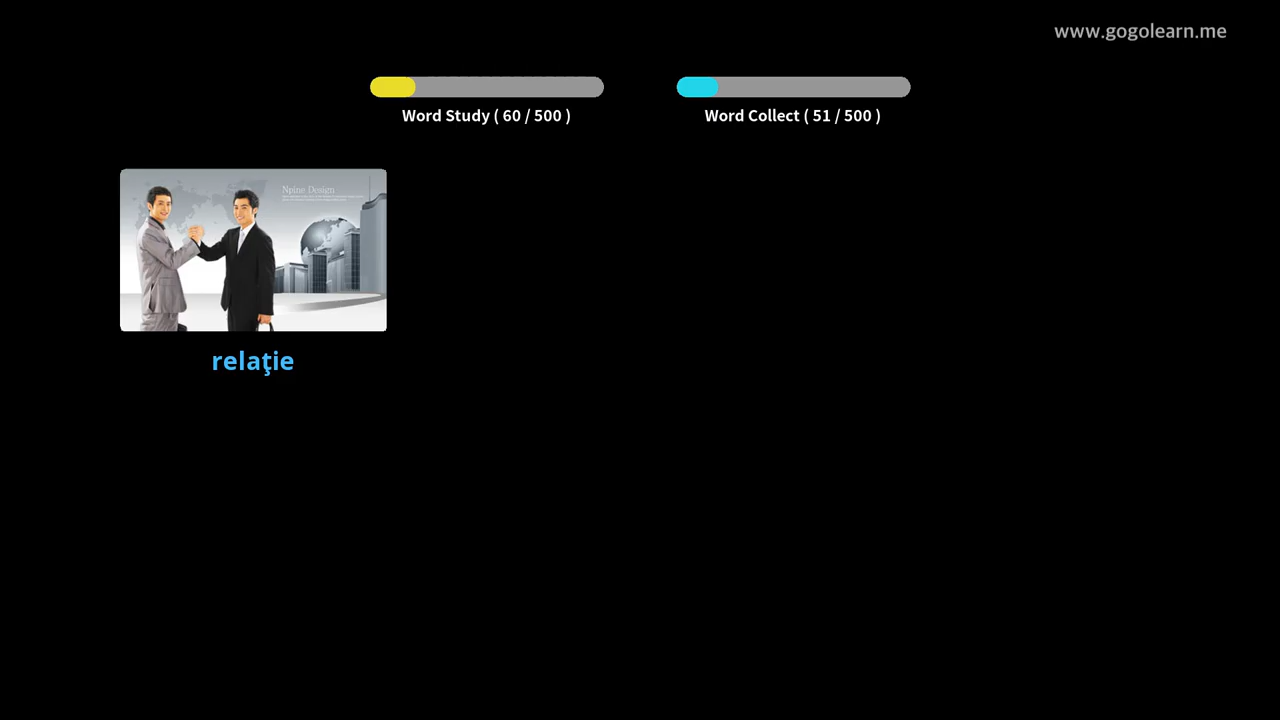 www.gogolearn.me
Word Study ( 60 / 500 )
Word Collect ( 51 / 500 )
Npine Design
relaţie